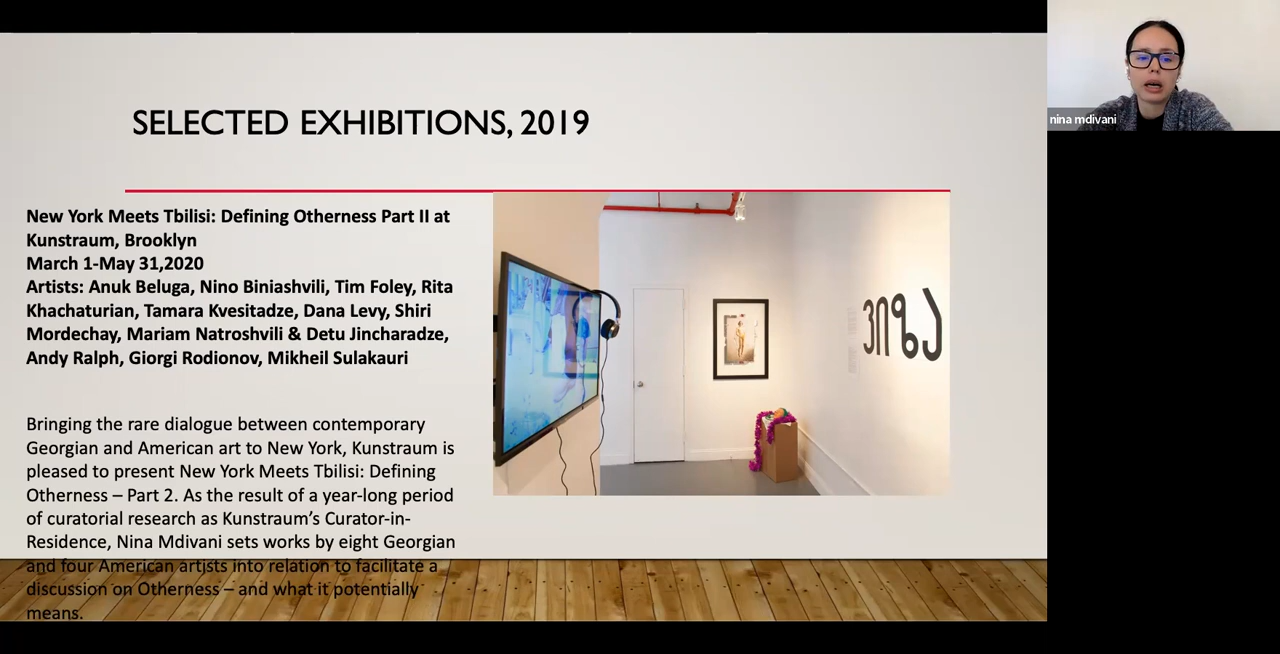 SELECTED EXHIBITIONS, 2019
New York Meets Tbilisi: Defining Otherness Part II at
Kunstraum, Brooklyn
March 1-May 31,2020
Artists: Anuk Beluga, Nino Biniashvili, Tim Foley, Rita
Khachaturian, Tamara Kvesitadze, Dana Levy, Shiri
Mordechay, Mariam Natroshvili & Detu Jincharadze,
Andy Ralph, Giorgi Rodionov, Mikheil Sulakauri
Bringing the rare dialogue between contemporary
Georgian and American art to New York, Kunstraum is
pleased to present New York Meets Tbilisi: Defining
Otherness – Part 2. As the result of a year-long period
of curatorial research as Kunstraum’s Curator-in-
Residence, Nina Mdivani sets works by eight Georgian
and four American artists into relation to facilitate a
discussion on Otherness – and what it potentially
means.
ვიზა
nina mdivani